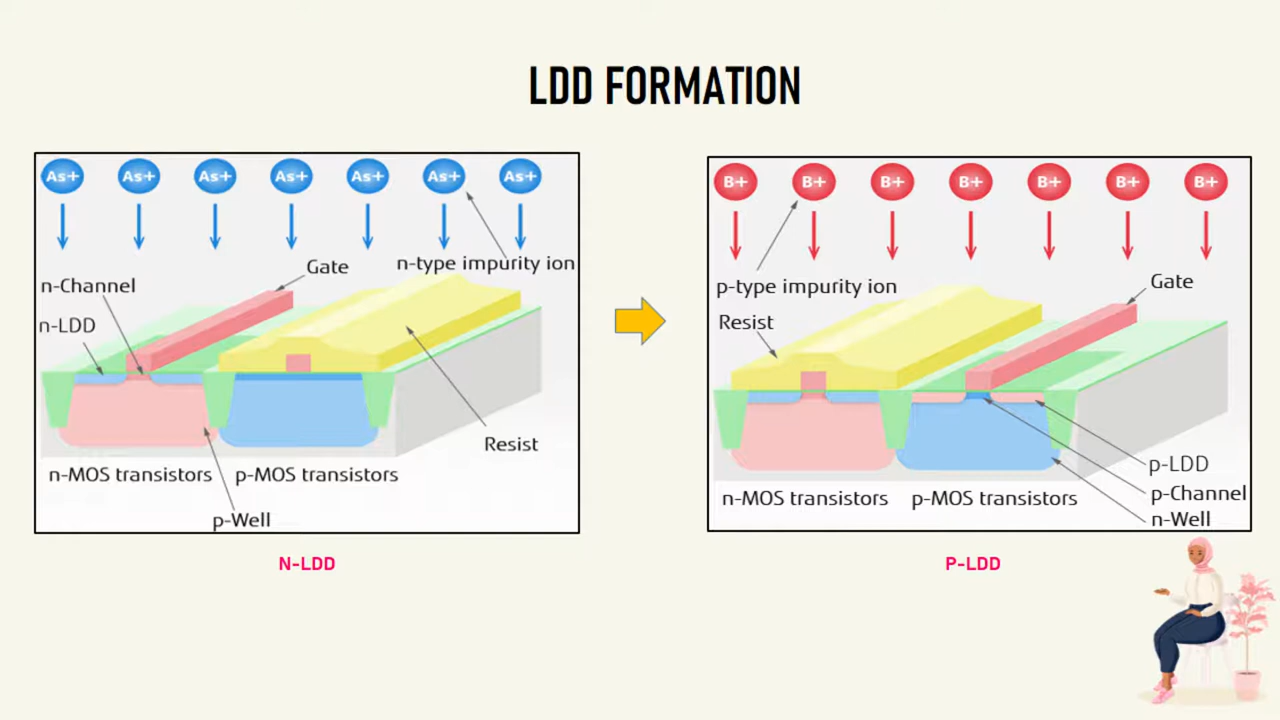 LDD FORMATION
As+ As+ As+ As+ As+ As+ As+
n-type impurity ion
Gate
n-Channel
n-LDD
Resist
n-MOS transistors p-MOS transistors
p-Well
N-LDD
B+ B+ B+ B+ B+ B+ B+
p-type impurity ion
Gate
Resist
p-LDD
p-Channel
n-MOS transistors p-MOS transistors
n-Well
P-LDD